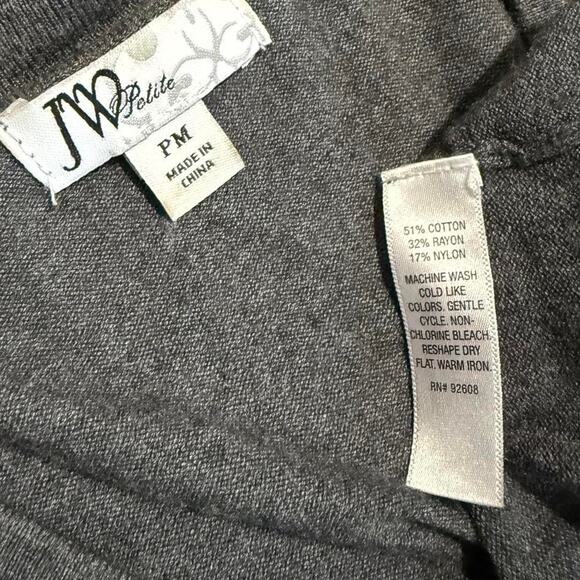 JW Petite
PM
MADE IN
CHINA
51% COTTON
32% RAYON
17% NYLON
MACHINE WASH
COLD LIKE
COLORS. GENTLE
CYCLE. NON-
CHLORINE BLEACH.
RESHAPE DRY
FLAT. WARM IRON.
RN# 92608